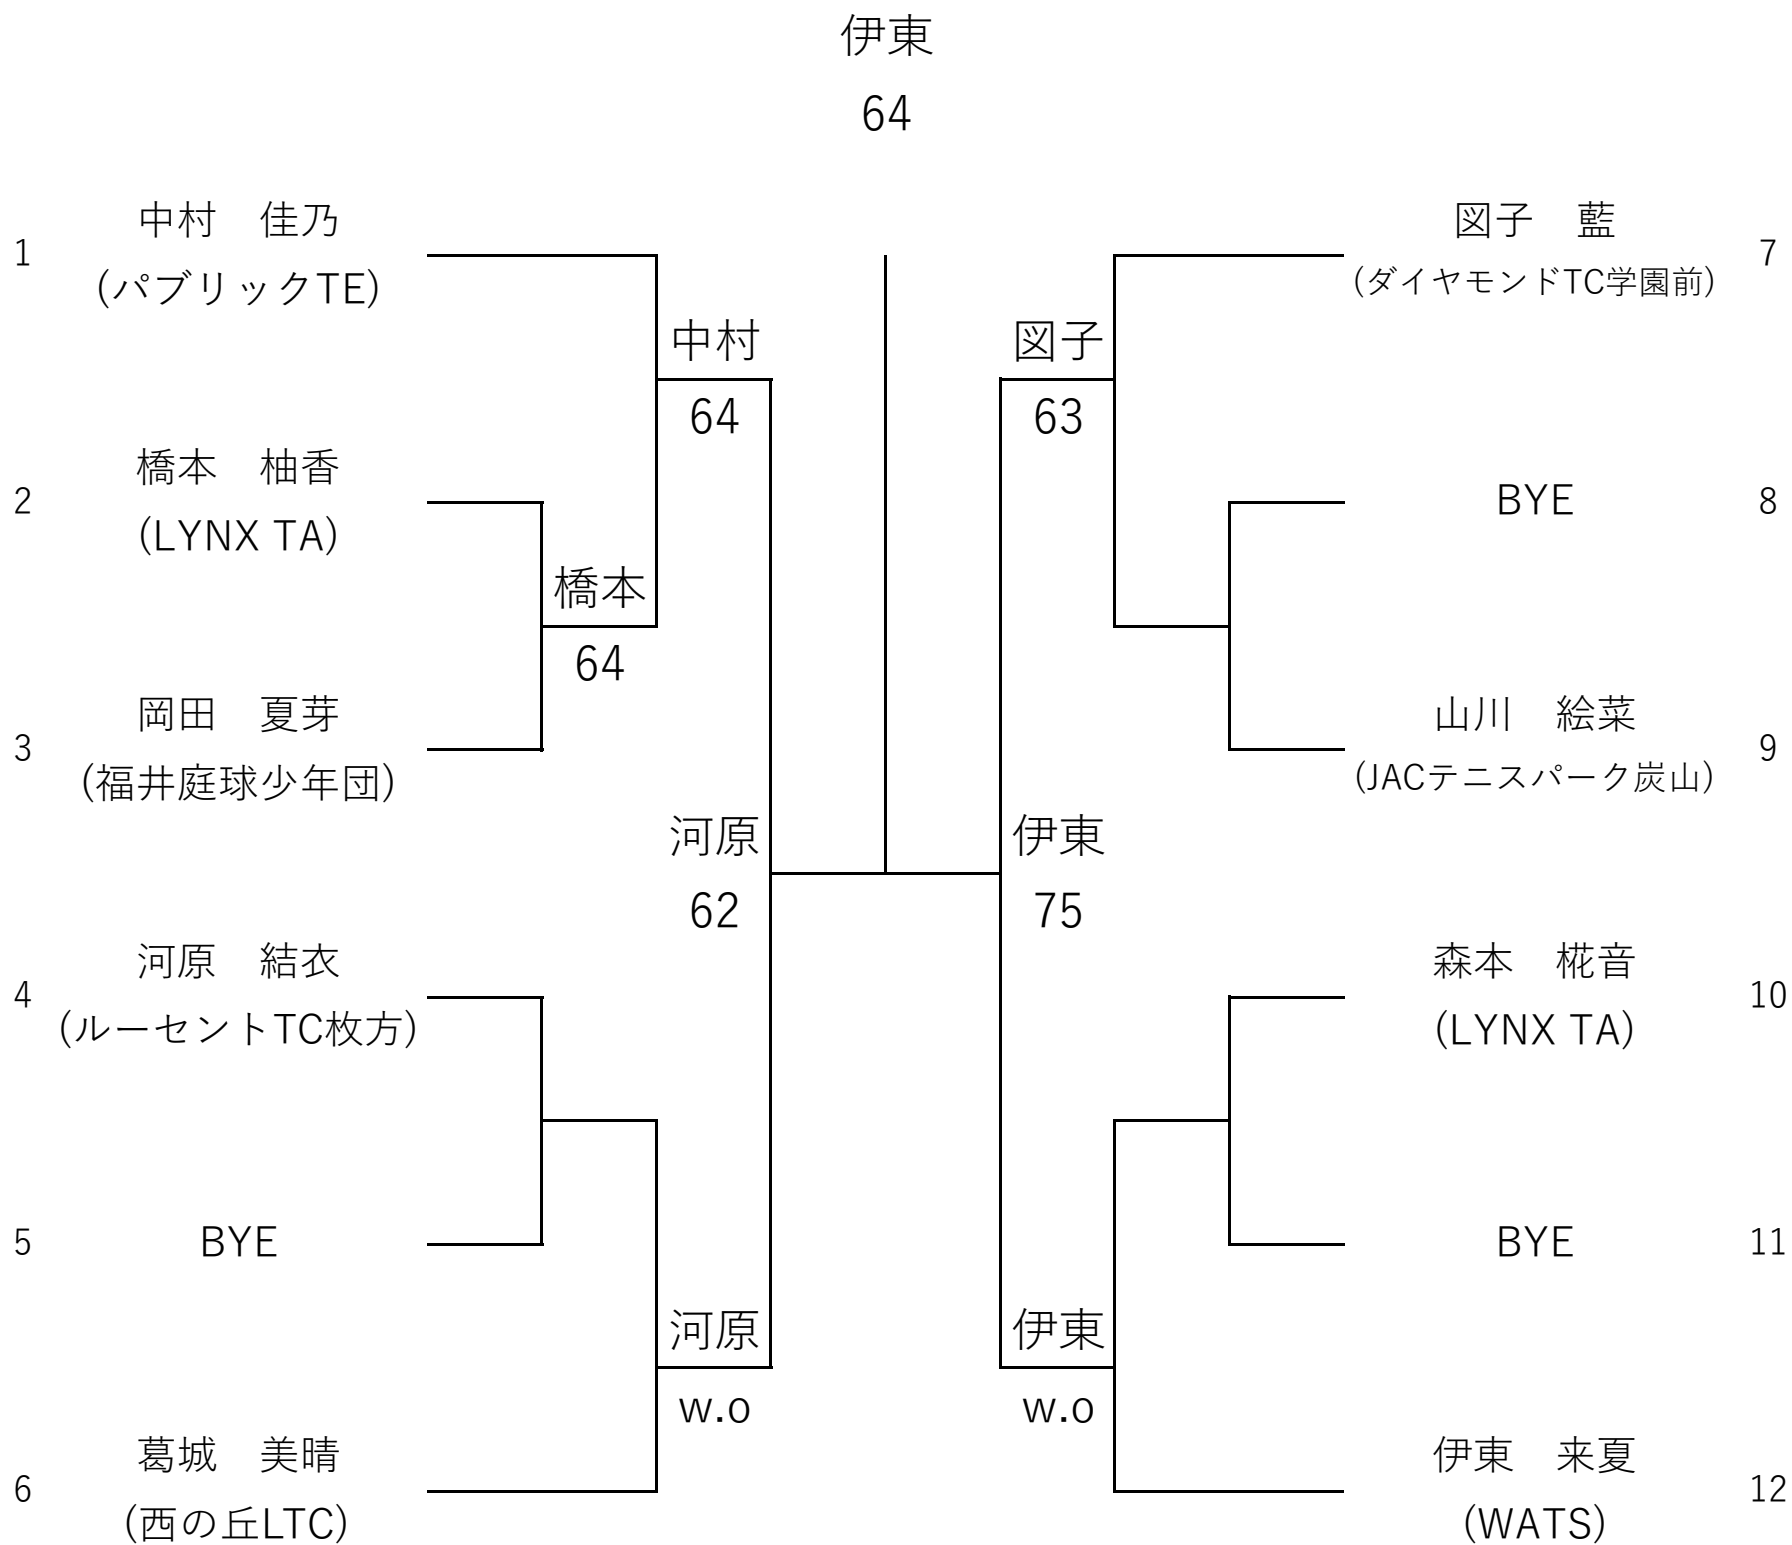 伊東
64
1
中村　佳乃
(パブリックTE)
2
橋本　柚香
(LYNX TA)
3
岡田　夏芽
(福井庭球少年団)
4
河原　結衣
(ルーセントTC枚方)
5
BYE
6
葛城　美晴
(西の丘LTC)
橋本
64
中村
64
河原
62
河原
w.o
図子
63
伊東
75
伊東
w.o
図子　藍
(ダイヤモンドTC学園前)
7
BYE
8
山川　絵菜
(JACテニスパーク炭山)
9
森本　椛音
(LYNX TA)
10
BYE
11
伊東　来夏
(WATS)
12